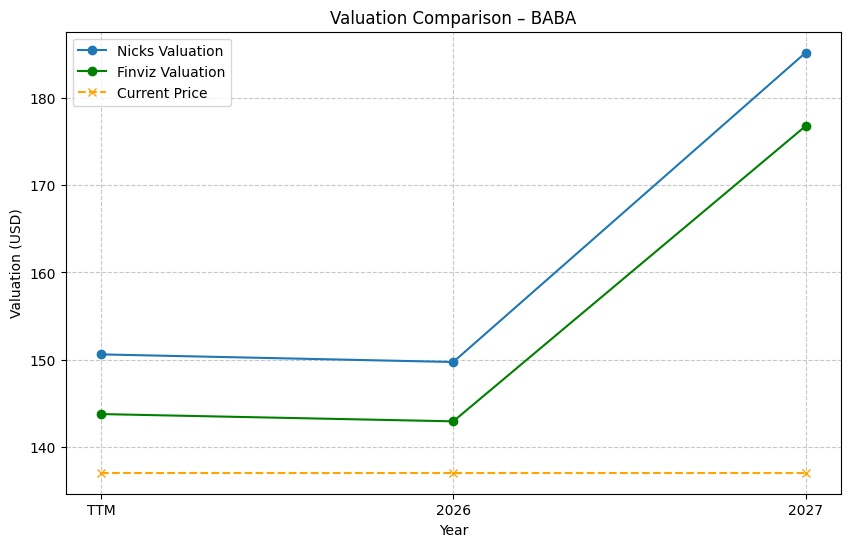 Valuation Comparison – BABA
Nicks Valuation
Finviz Valuation
Current Price
Valuation (USD)
180
170
160
150
140
TTM
2026
2027
Year